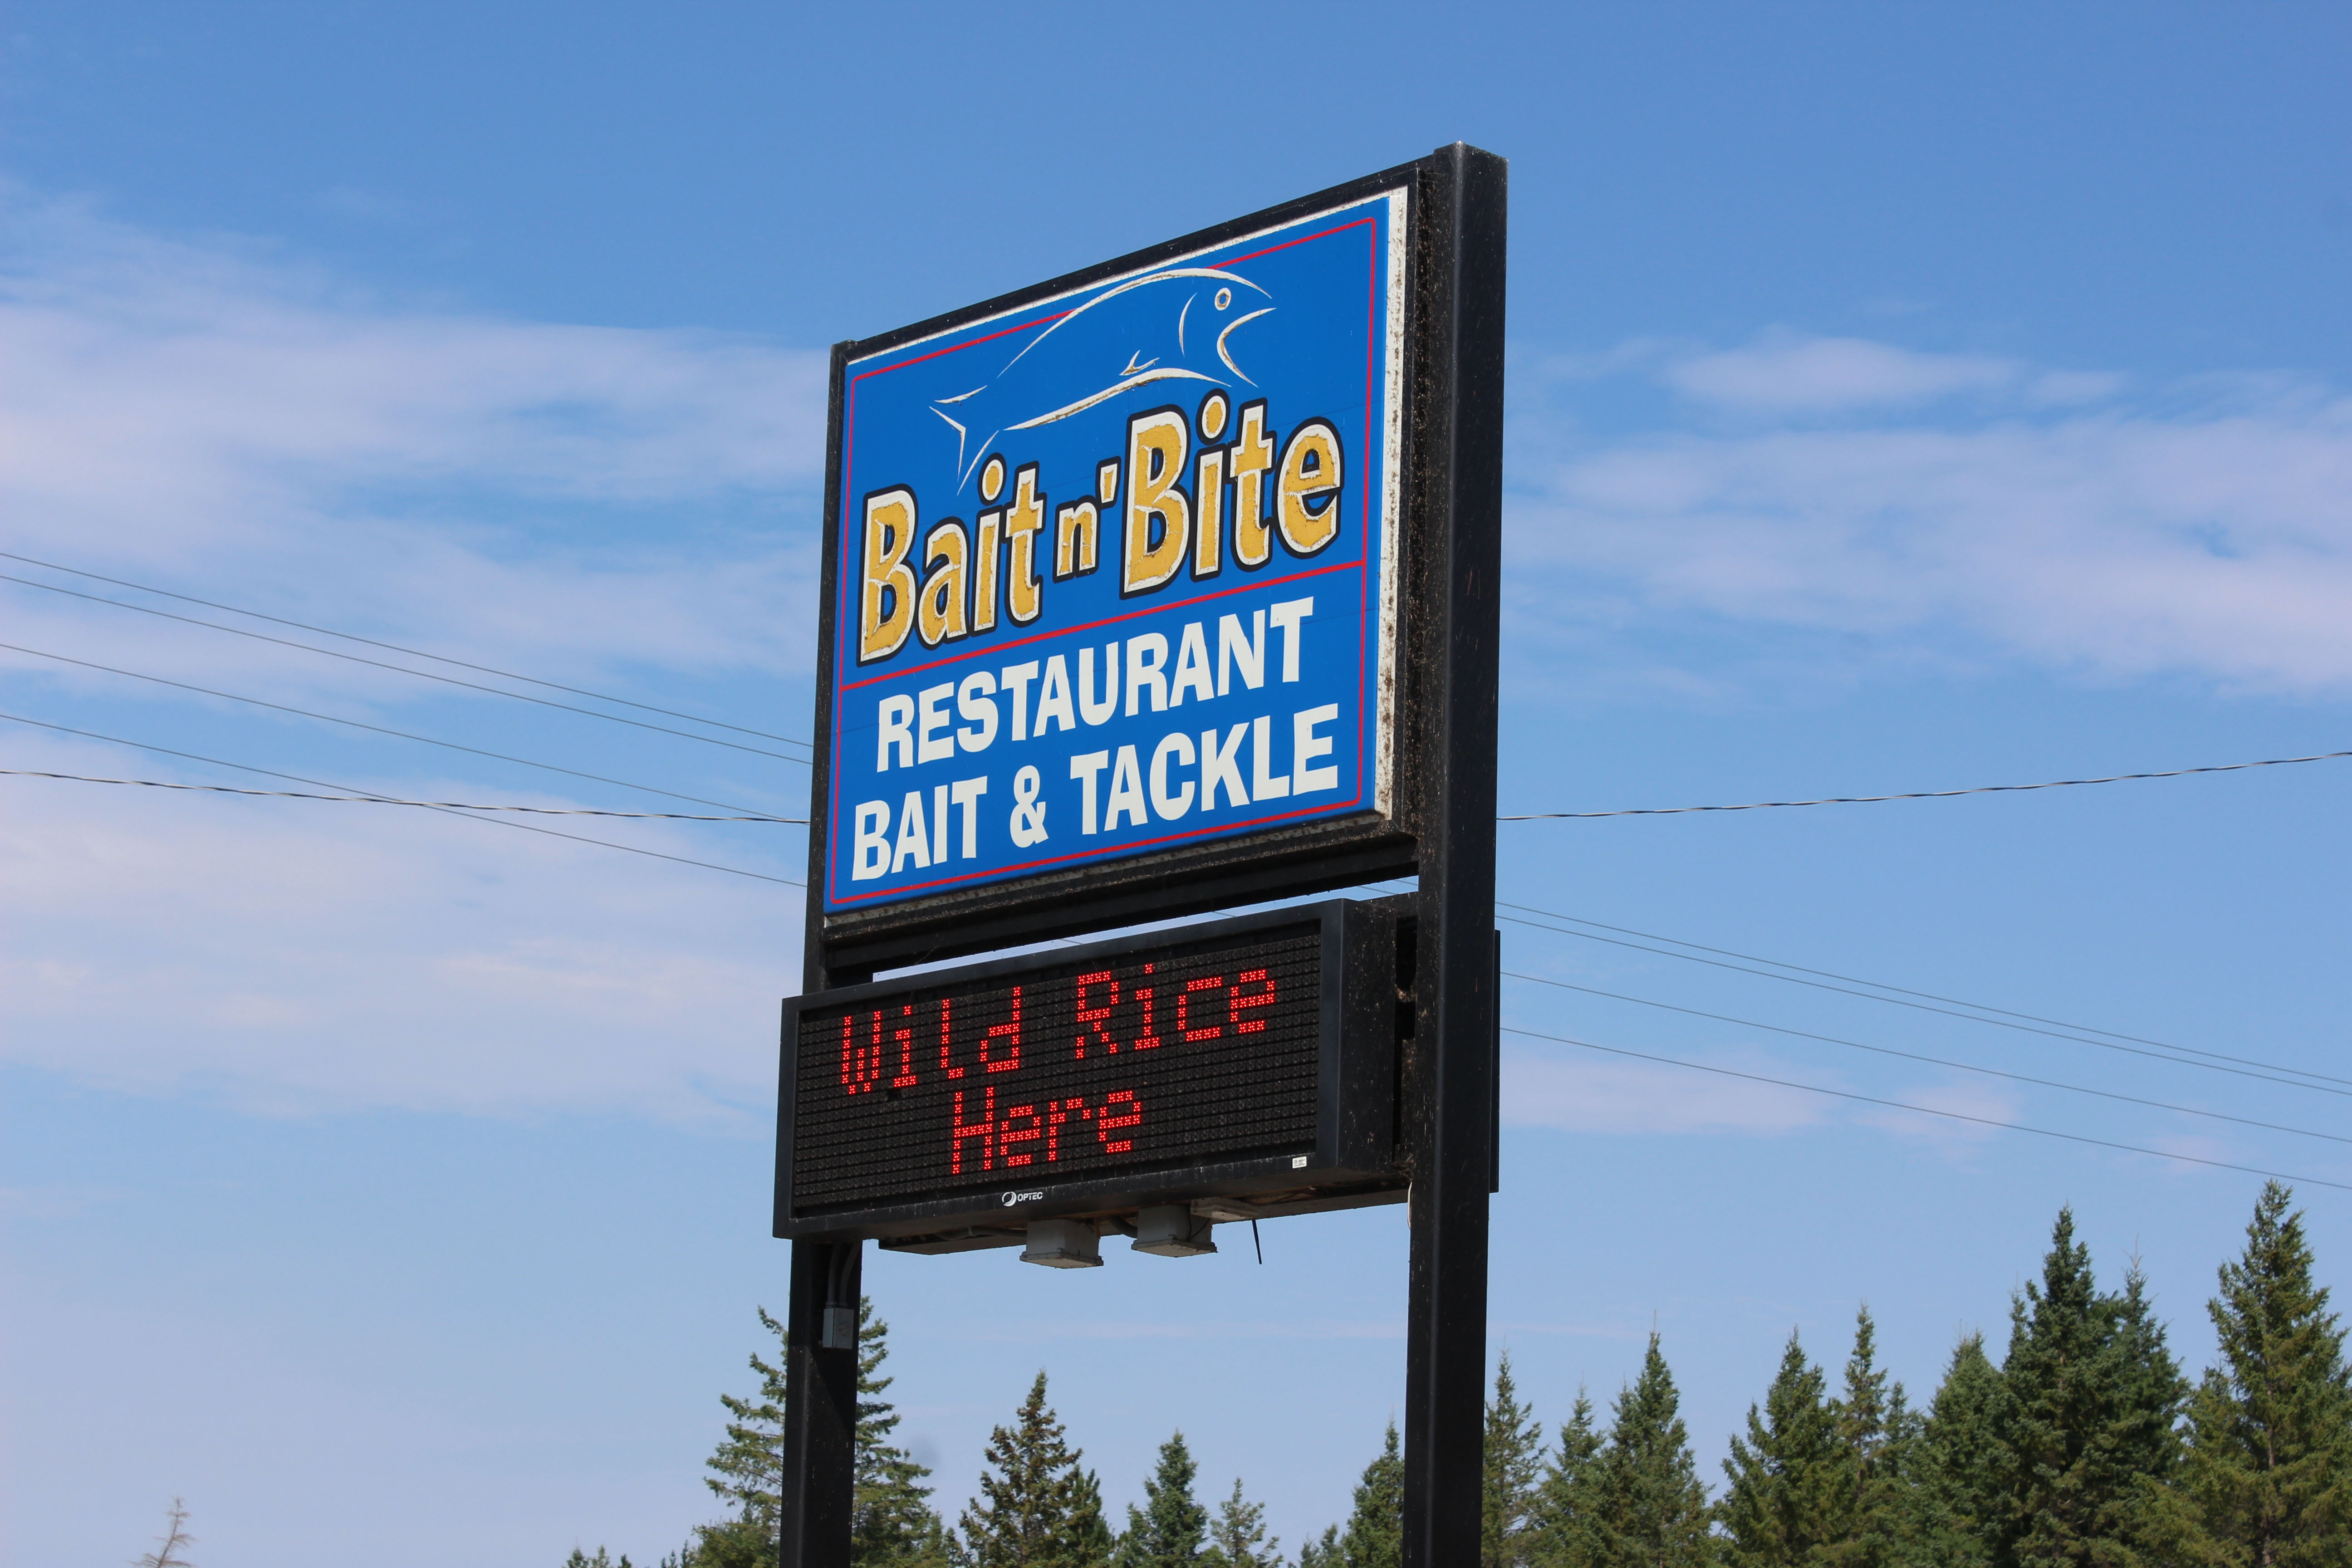 Bait n' Bite
RESTAURANT
BAIT & TACKLE
Wild Rice
Here
OPTEC